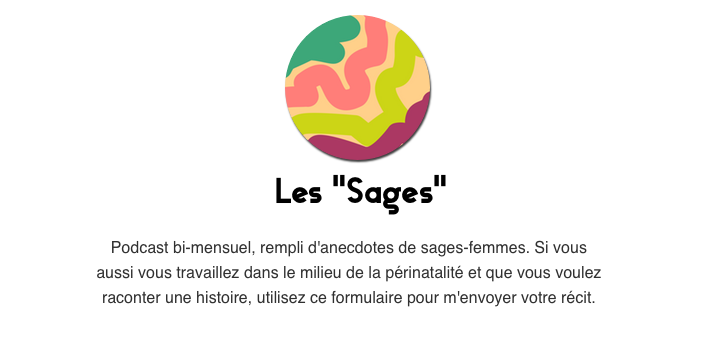 Les "Sages"
Podcast bi-mensuel, rempli d'anecdotes de sages-femmes. Si vous
aussi vous travaillez dans le milieu de la périnatalité et que vous voulez
raconter une histoire, utilisez ce formulaire pour m'envoyer votre récit.